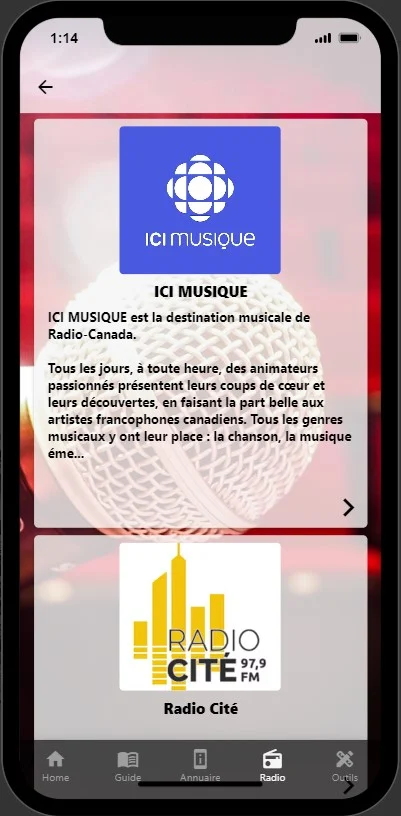 1:14
ICI MUSIQUE
ICI MUSIQUE
ICI MUSIQUE est la destination musicale de
Radio-Canada.
Tous les jours, à toute heure, des animateurs
passionnés présentent leurs coups de cœur et
leurs découvertes, en faisant la part belle aux
artistes francophones canadiens. Tous les genres
musicaux y ont leur place : la chanson, la musique
éme...
RADIO
CITÉ 97,9
FM
Radio Cité
Home Guide Annuaire Radio Outils